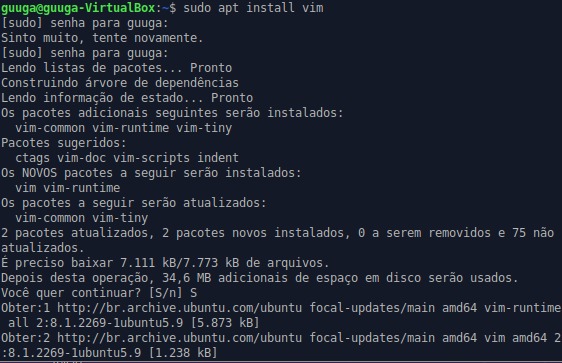 guuga@guuga-VirtualBox:~$ sudo apt install vim
[sudo] senha para guuga:
Sinto muito, tente novamente.
[sudo] senha para guuga:
Lendo listas de pacotes... Pronto
Construindo árvore de dependências
Lendo informação de estado... Pronto
Os pacotes adicionais seguintes serão instalados:
  vim-common vim-runtime vim-tiny
Pacotes sugeridos:
  ctags vim-doc vim-scripts indent
Os NOVOS pacotes a seguir serão instalados:
  vim vim-runtime
Os pacotes a seguir serão atualizados:
  vim-common vim-tiny
2 pacotes atualizados, 2 pacotes novos instalados, 0 a serem removidos e 75 não
atualizados.
É preciso baixar 7.111 kB/7.773 kB de arquivos.
Depois desta operação, 34,6 MB adicionais de espaço em disco serão usados.
Você quer continuar? [S/n] S
Obter:1 http://br.archive.ubuntu.com/ubuntu focal-updates/main amd64 vim-runtime
 all 2:8.1.2269-1ubuntu5.9 [5.873 kB]
Obter:2 http://br.archive.ubuntu.com/ubuntu focal-updates/main amd64 vim amd64 2
:8.1.2269-1ubuntu5.9 [1.238 kB]